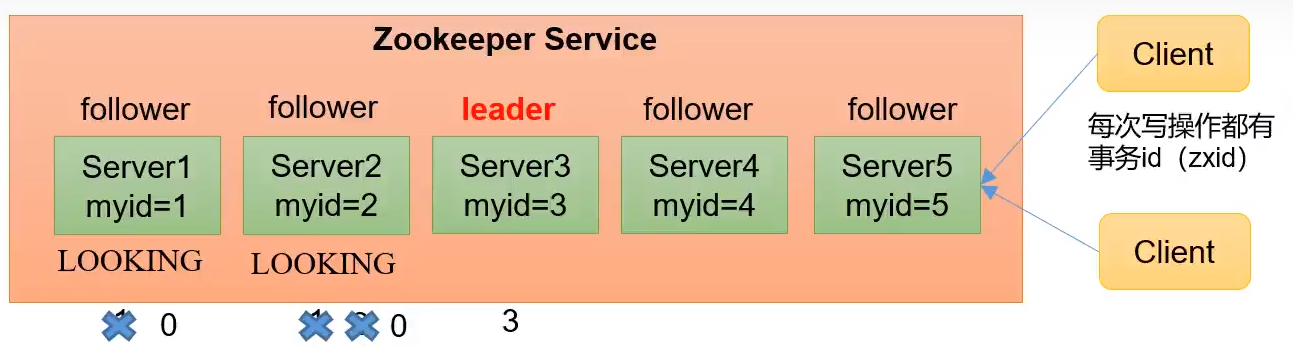 Zookeeper Service
follower
follower
leader
follower
follower
Server1
myid=1
Server2
myid=2
Server3
myid=3
Server4
myid=4
Server5
myid=5
LOOKING
LOOKING
0
0
3
Client
每次写操作都有
事务id（zxid）
Client